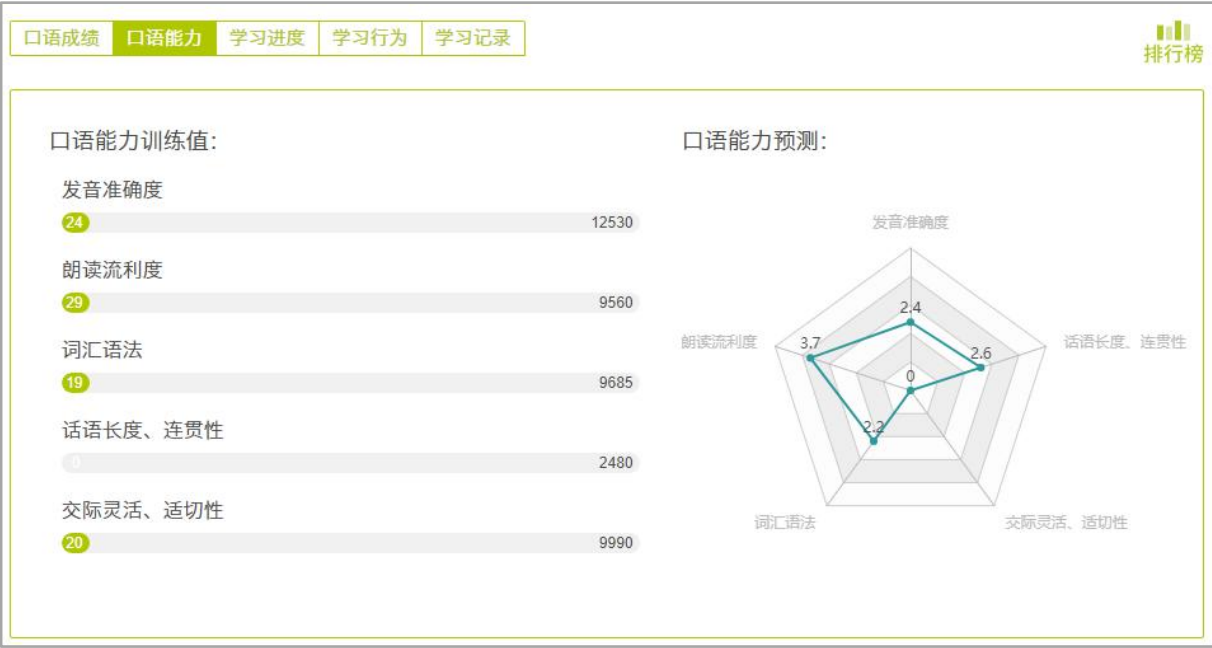 口语成绩 口语能力 学习进度 学习行为 学习记录
排行榜
口语能力训练值：
发音准确度
24 12530
朗读流利度
29 9560
词汇语法
19 9685
话语长度、连贯性
0 2480
交际灵活、适切性
20 9990
口语能力预测：
发音准确度
2.4
朗读流利度 3.7 2.6 话语长度、连贯性
0
2.2
词汇语法 交际灵活、适切性